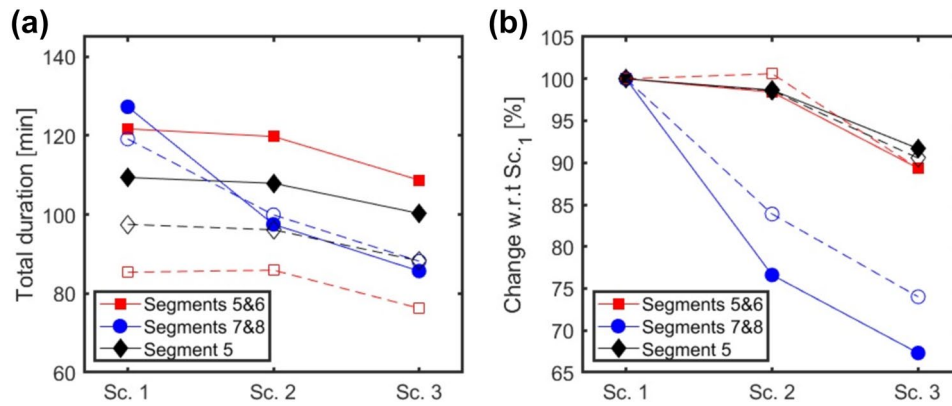 (a)
Total duration [min]
140
120
100
80
60
Segments 5&6
Segments 7&8
Segment 5
Sc. 1
Sc. 2
Sc. 3
(b)
Change w.r.t Sc.1 [%]
105
100
95
90
85
80
75
70
65
Segments 5&6
Segments 7&8
Segment 5
Sc. 1
Sc. 2
Sc. 3